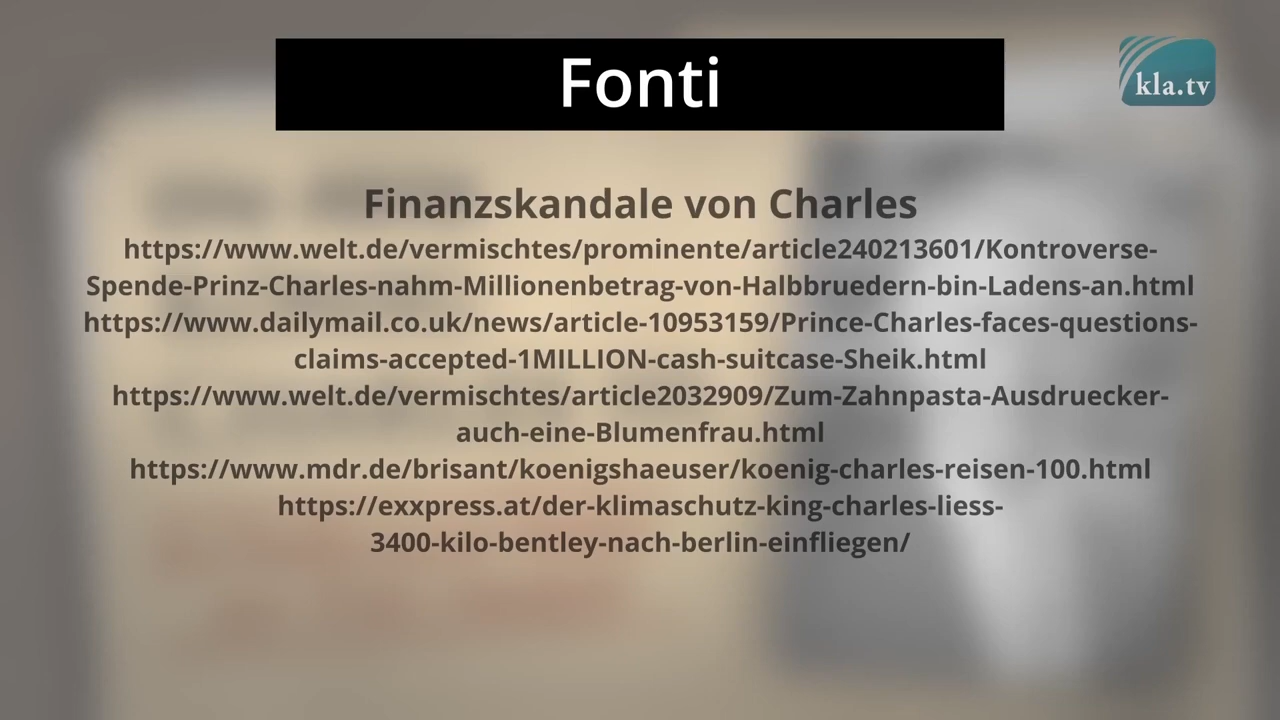 Fonti
kla.tv
Finanzskandale von Charles
https://www.welt.de/vermischtes/prominente/article240213601/Kontroverse-
Spende-Prinz-Charles-nahm-Millionenbetrag-von-Halbbruedern-bin-Ladens-an.html
https://www.dailymail.co.uk/news/article-10953159/Prince-Charles-faces-questions-
claims-accepted-1MILLION-cash-suitcase-Sheik.html
https://www.welt.de/vermischtes/article2032909/Zum-Zahnpasta-Ausdruecker-
auch-eine-Blumenfrau.html
https://www.mdr.de/brisant/koenigshaeuser/koenig-charles-reisen-100.html
https://exxpress.at/der-klimaschutz-king-charles-liess-
3400-kilo-bentley-nach-berlin-einfliegen/